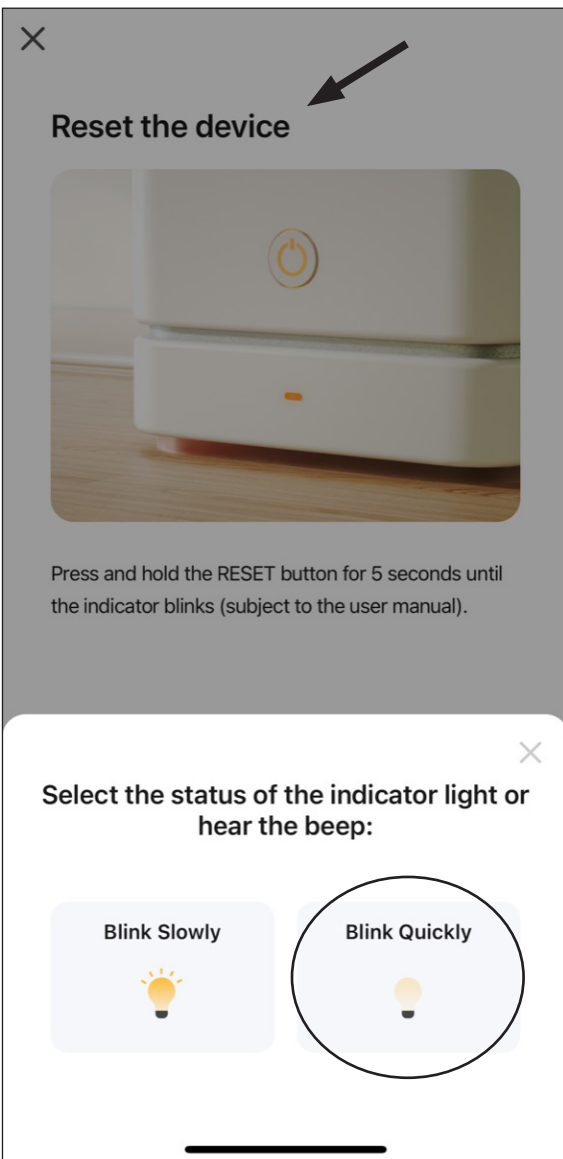 Reset the device
Press and hold the RESET button for 5 seconds until
the indicator blinks (subject to the user manual).
Select the status of the indicator light or
hear the beep:
Blink Slowly
Blink Quickly